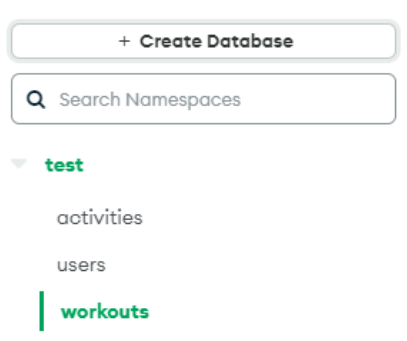 + Create Database
Search Namespaces
test
activities
users
workouts